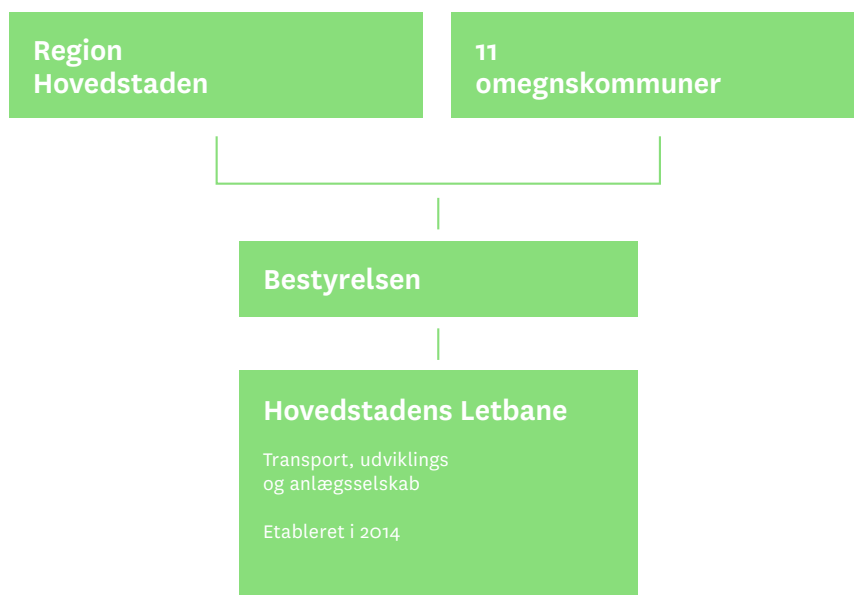 Region
Hovedstaden
11
omegnskommuner
Bestyrelsen
Hovedstadens Letbane
Transport, udviklings
og anlægsselskab
Etableret i 2014